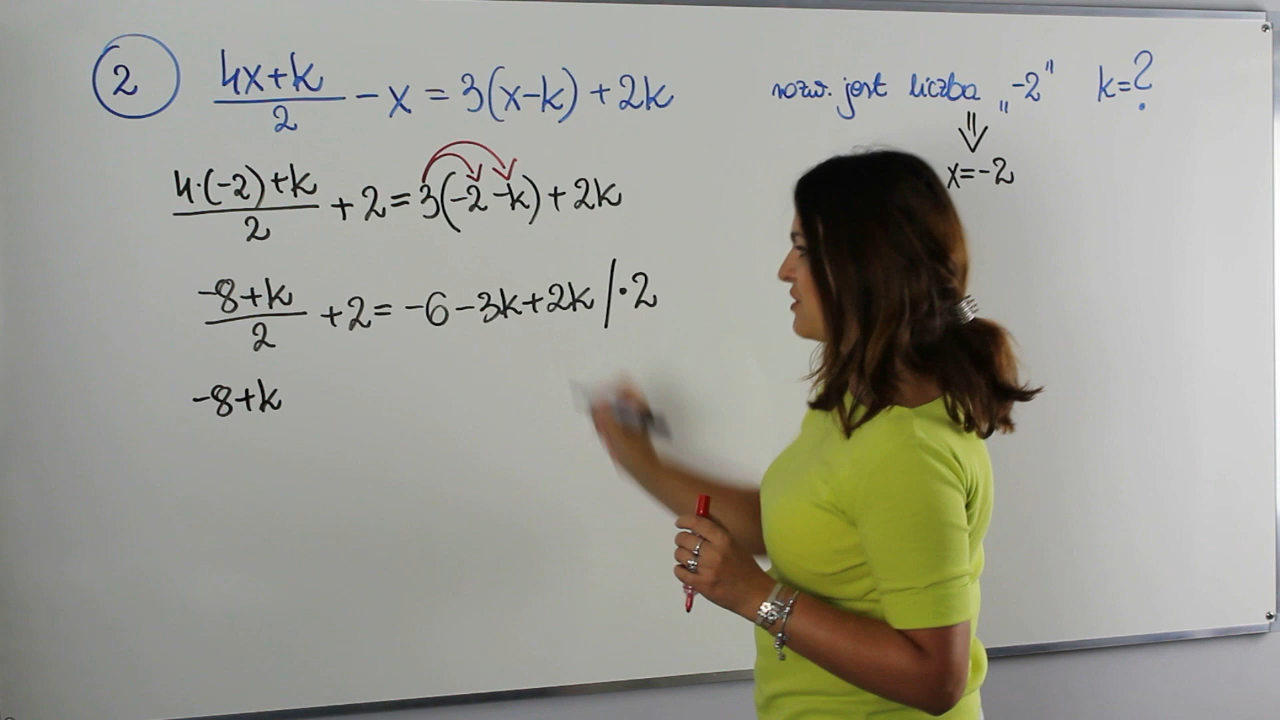 2 (4x+k)/2 - x = 3(x-k) + 2k rozw. jest liczba „-2" k=?
⇓
x=-2
(4·(-2)+k)/2 + 2 = 3(-2-k) + 2k
(-8+k)/2 + 2 = -6 - 3k + 2k /·2
-8+k